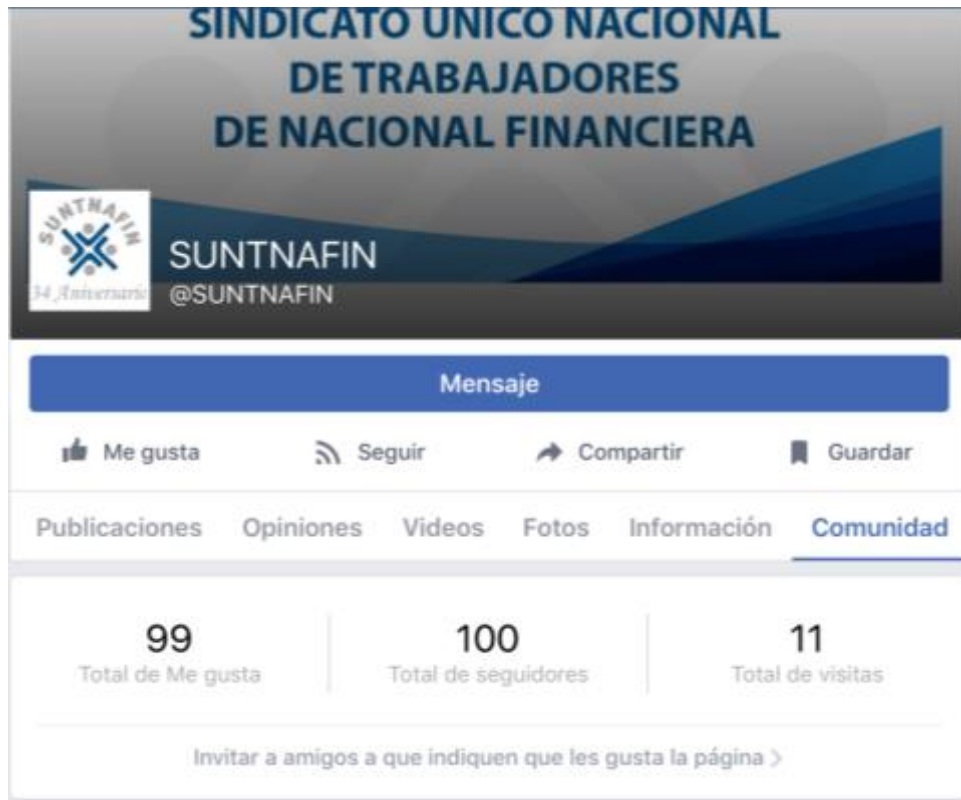 SINDICATO ÚNICO NACIONAL
DE TRABAJADORES
DE NACIONAL FINANCIERA
SUNTNAFIN
34 Aniversario
SUNTNAFIN
@SUNTNAFIN
Mensaje
Me gusta Seguir Compartir Guardar
Publicaciones Opiniones Videos Fotos Información Comunidad
99 100 11
Total de Me gusta Total de seguidores Total de visitas
Invitar a amigos a que indiquen que les gusta la página >